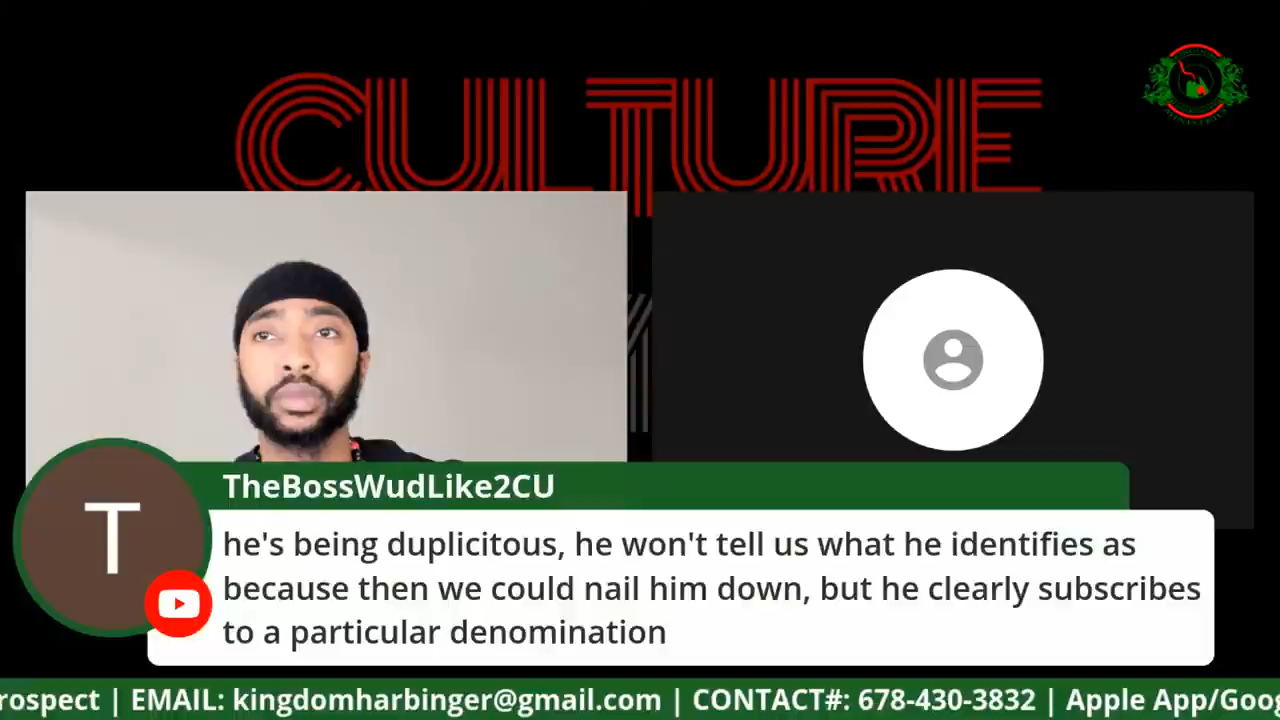 CULTURE
T
TheBossWudLike2CU
he's being duplicitous, he won't tell us what he identifies as
because then we could nail him down, but he clearly subscribes
to a particular denomination
rospect | EMAIL: kingdomharbinger@gmail.com | CONTACT#: 678-430-3832 | Apple App/Goog